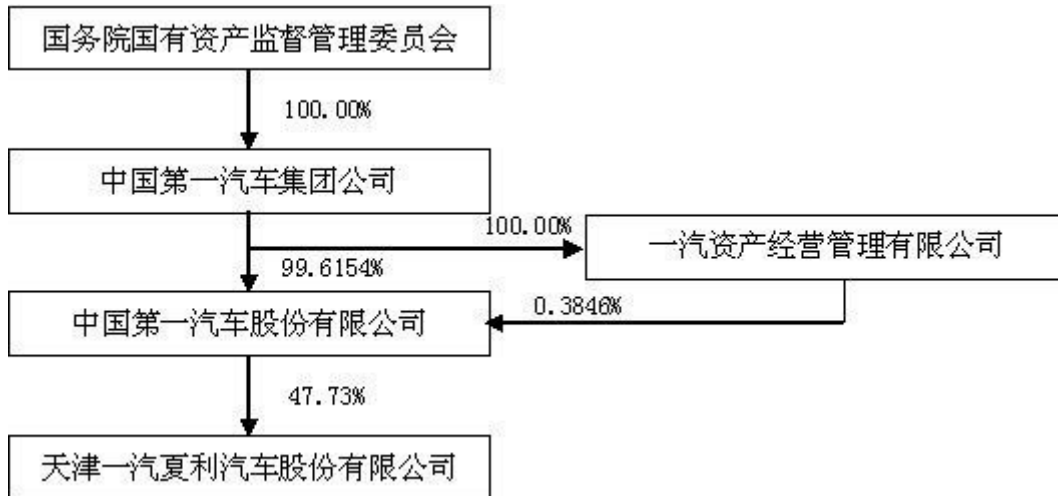 国务院国有资产监督管理委员会
100.00%
中国第一汽车集团公司
100.00%
一汽资产经营管理有限公司
99.6154%
0.3846%
中国第一汽车股份有限公司
47.73%
天津一汽夏利汽车股份有限公司